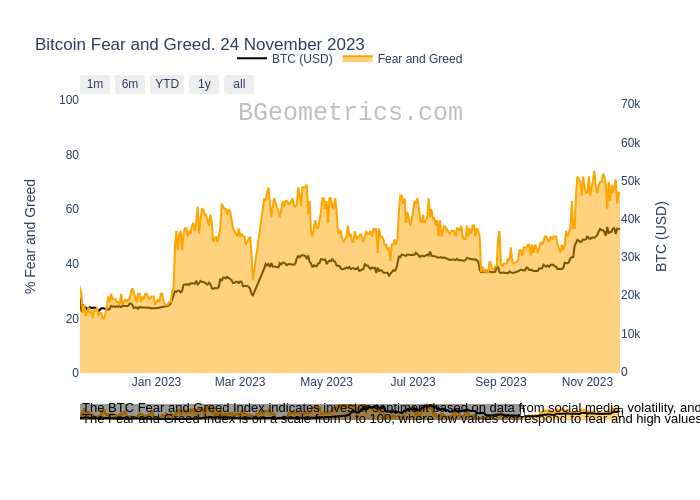 Bitcoin Fear and Greed. 24 November 2023
BTC (USD)
Fear and Greed
1m
6m
YTD
1y
all
BGeometrics.com
100
80
60
40
20
0
% Fear and Greed
70k
60k
50k
40k
30k
20k
10k
0
BTC (USD)
Jan 2023
Mar 2023
May 2023
Jul 2023
Sep 2023
Nov 2023
The BTC Fear and Greed Index indicates investor sentiment based on data from social media, volatility, and
The Fear and Greed Index is on a scale from 0 to 100, where low values correspond to fear and high values